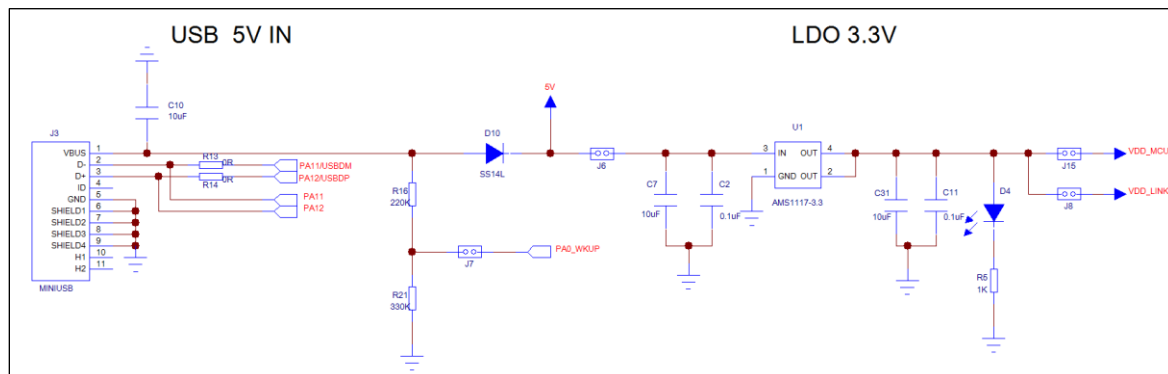 USB 5V IN
LDO 3.3V
C10
10uF
J3
VBUS 1
D- 2
D+ 3
ID 4
GND 5
SHIELD1 6
SHIELD2 7
SHIELD3 8
SHIELD4 9
H1 10
H2 11
MINIUSB
R13
0R
R14
0R
PA11/USBDM
PA12/USBDP
PA11
PA12
R16
220K
R21
330K
J7
PA0_WKUP
D10
SS14L
5V
J6
C7
10uF
C2
0.1uF
U1
3 IN OUT 4
1 GND OUT 2
AMS1117-3.3
C31
10uF
C11
0.1uF
D4
R5
1K
J15
VDD_MCU
J8
VDD_LINK